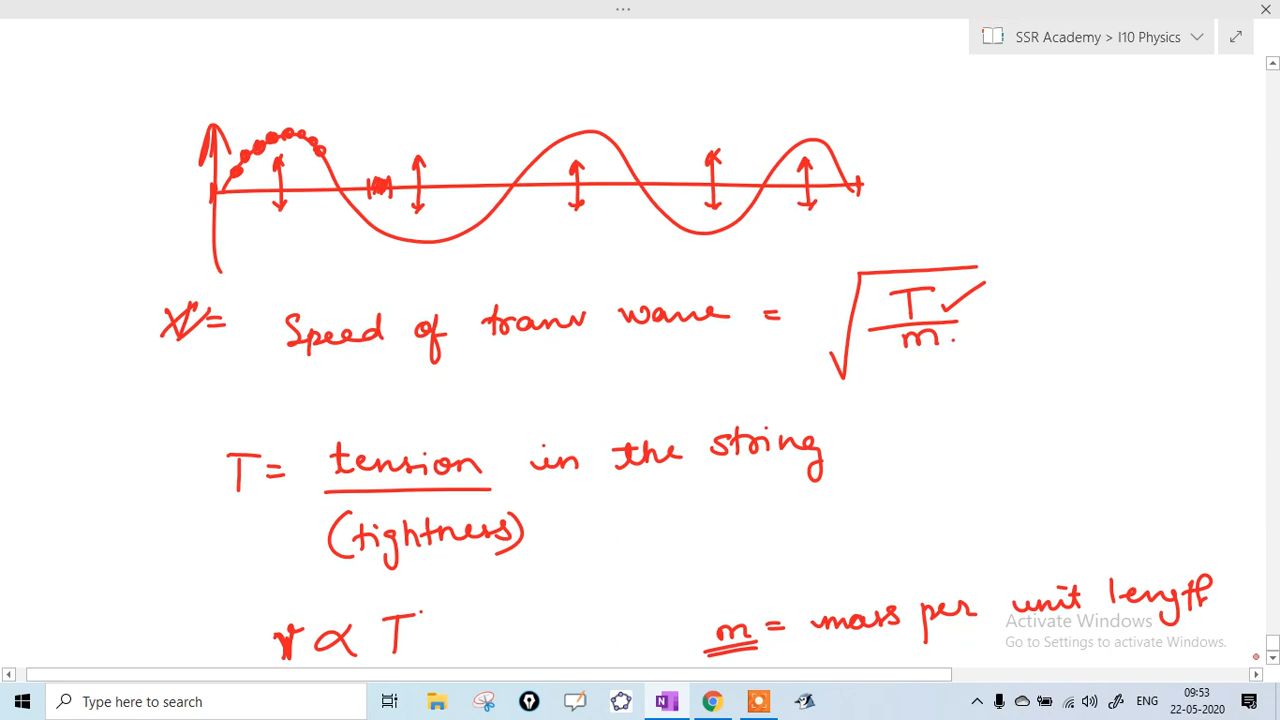 SSR Academy > I10 Physics
V = Speed of tranv wave = √T/m
T = tension in the string
(tightness)
v ∝ T
m = mass per unit length
Activate Windows
Go to Settings to activate Windows.
Type here to search
ENG
09:53
22-05-2020